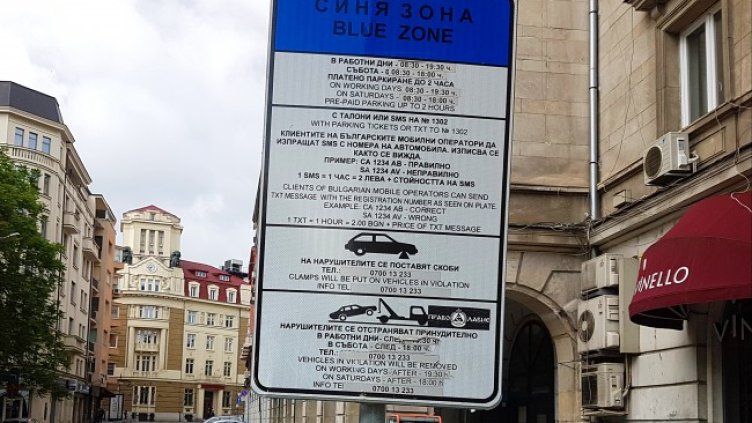 СИНЯ ЗОНА
BLUE ZONE
В РАБОТНИ ДНИ - 08:30 - 19:30 ч.
СЪБОТА - 08:30 - 18:00 ч.
ПЛАТЕНО ПАРКИРАНЕ ДО 2 ЧАСА
ON WORKING DAYS 08:30 - 19:30 ч.
ON SATURDAYS - 08:30 - 18:00 ч.
PRE-PAID PARKING UP TO 2 HOURS
С ТАЛОНИ ИЛИ SMS НА № 1302
WITH PARKING TICKETS OR TXT TO № 1302
КЛИЕНТИТЕ НА БЪЛГАРСКИТЕ МОБИЛНИ ОПЕРАТОРИ ДА
ИЗПРАЩАТ SMS С НОМЕРА НА АВТОМОБИЛА. ИЗПИСВА СЕ
КАКТО СЕ ВИЖДА.
ПРИМЕР: CA 1234 AB - ПРАВИЛНО
SA 1234 AV - НЕПРАВИЛНО
1 SMS = 1 ЧАС = 2 ЛЕВА + СТОЙНОСТТА НА SMS
CLIENTS OF BULGARIAN MOBILE OPERATORS CAN SEND
TXT MESSAGE WITH THE REGISTRATION NUMBER AS SEEN ON PLATE.
EXAMPLE: CA 1234 AB - CORRECT
SA 1234 AV - WRONG
1 TXT = 1 HOUR = 2.00 BGN + PRICE OF TXT MESSAGE
НА НАРУШИТЕЛИТЕ СЕ ПОСТАВЯТ СКОБИ
ТЕЛ.: 0700 13 233
CLAMPS WILL BE PUT ON VEHICLES IN VIOLATION
INFO TEL 0700 13 233
НАРУШИТЕЛИТЕ СЕ ОТСТРАНЯВАТ ПРИНУДИТЕЛНО
В РАБОТНИ ДНИ - СЛЕД - 19:30 чг.
В СЪБОТА - СЛЕД - 18:00 ч.
ТЕЛ.: 0700 13 233
VEHICLES IN VIOLATION WILL BE REMOVED
ON WORKING DAYS - AFTER - 19:30 ч.
ON SATURDAYS - AFTER - 18:00 ч
INFO TEL 0700 13 233
VINELLO